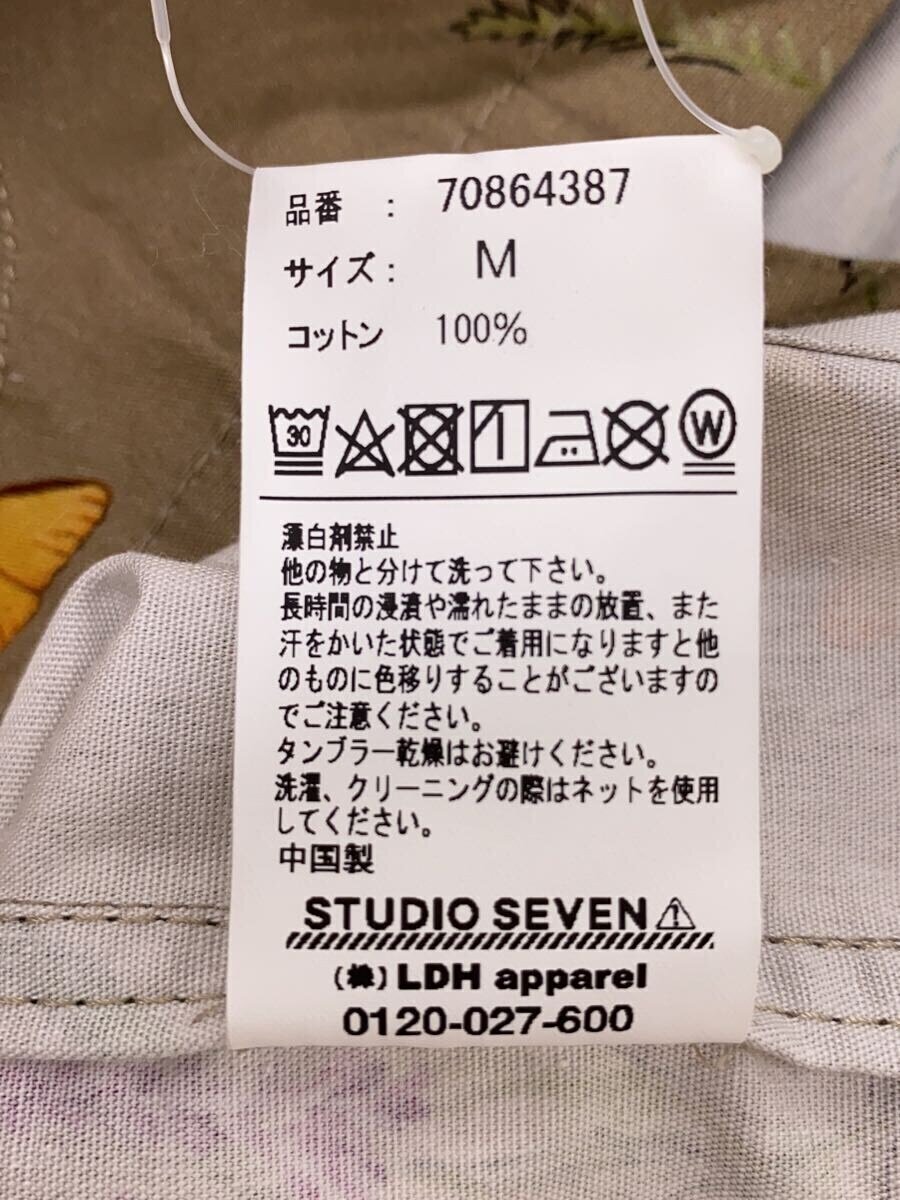 品番 : 70864387
サイズ: M
コットン 100%
30
W
漂白剤禁止
他の物と分けて洗って下さい。
長時間の浸漬や濡れたままの放置、また
汗をかいた状態でご着用になりますと他
のものに色移りすることがございますの
でご注意ください。
タンブラー乾燥はお避けください。
洗濯、クリーニングの際はネットを使用
してください。
中国製
STUDIO SEVEN
(株) LDH apparel
0120-027-600